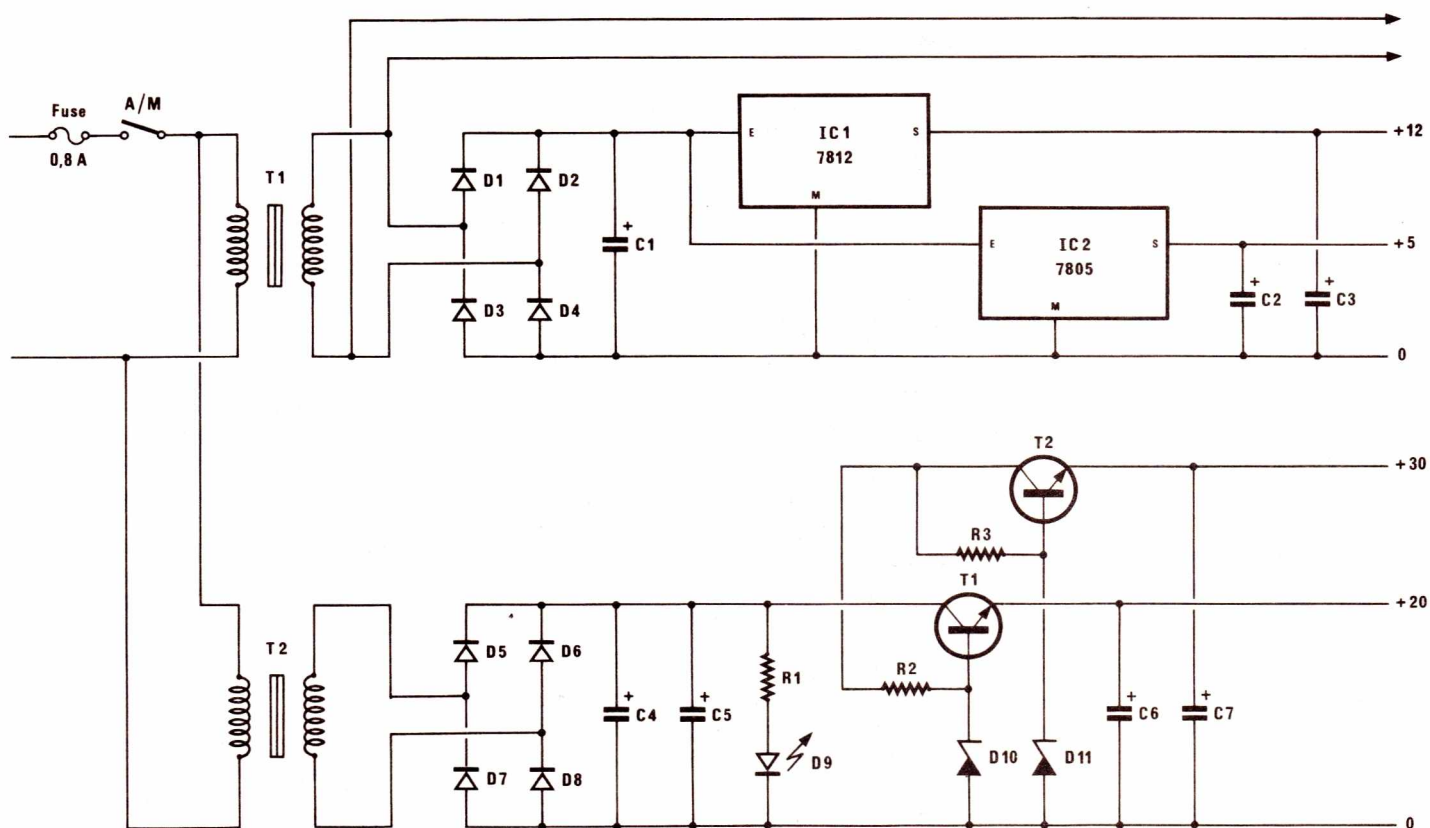 Fuse
0,8 A
A/M
T1
D1
D2
D3
D4
+
C1
E
IC1
7812
S
M
E
IC2
7805
S
M
+
C2
+
C3
+12
+5
0
T2
D5
D6
D7
D8
+
C4
+
C5
R1
D9
R2
R3
T1
T2
D10
D11
+
C6
+
C7
+30
+20
0